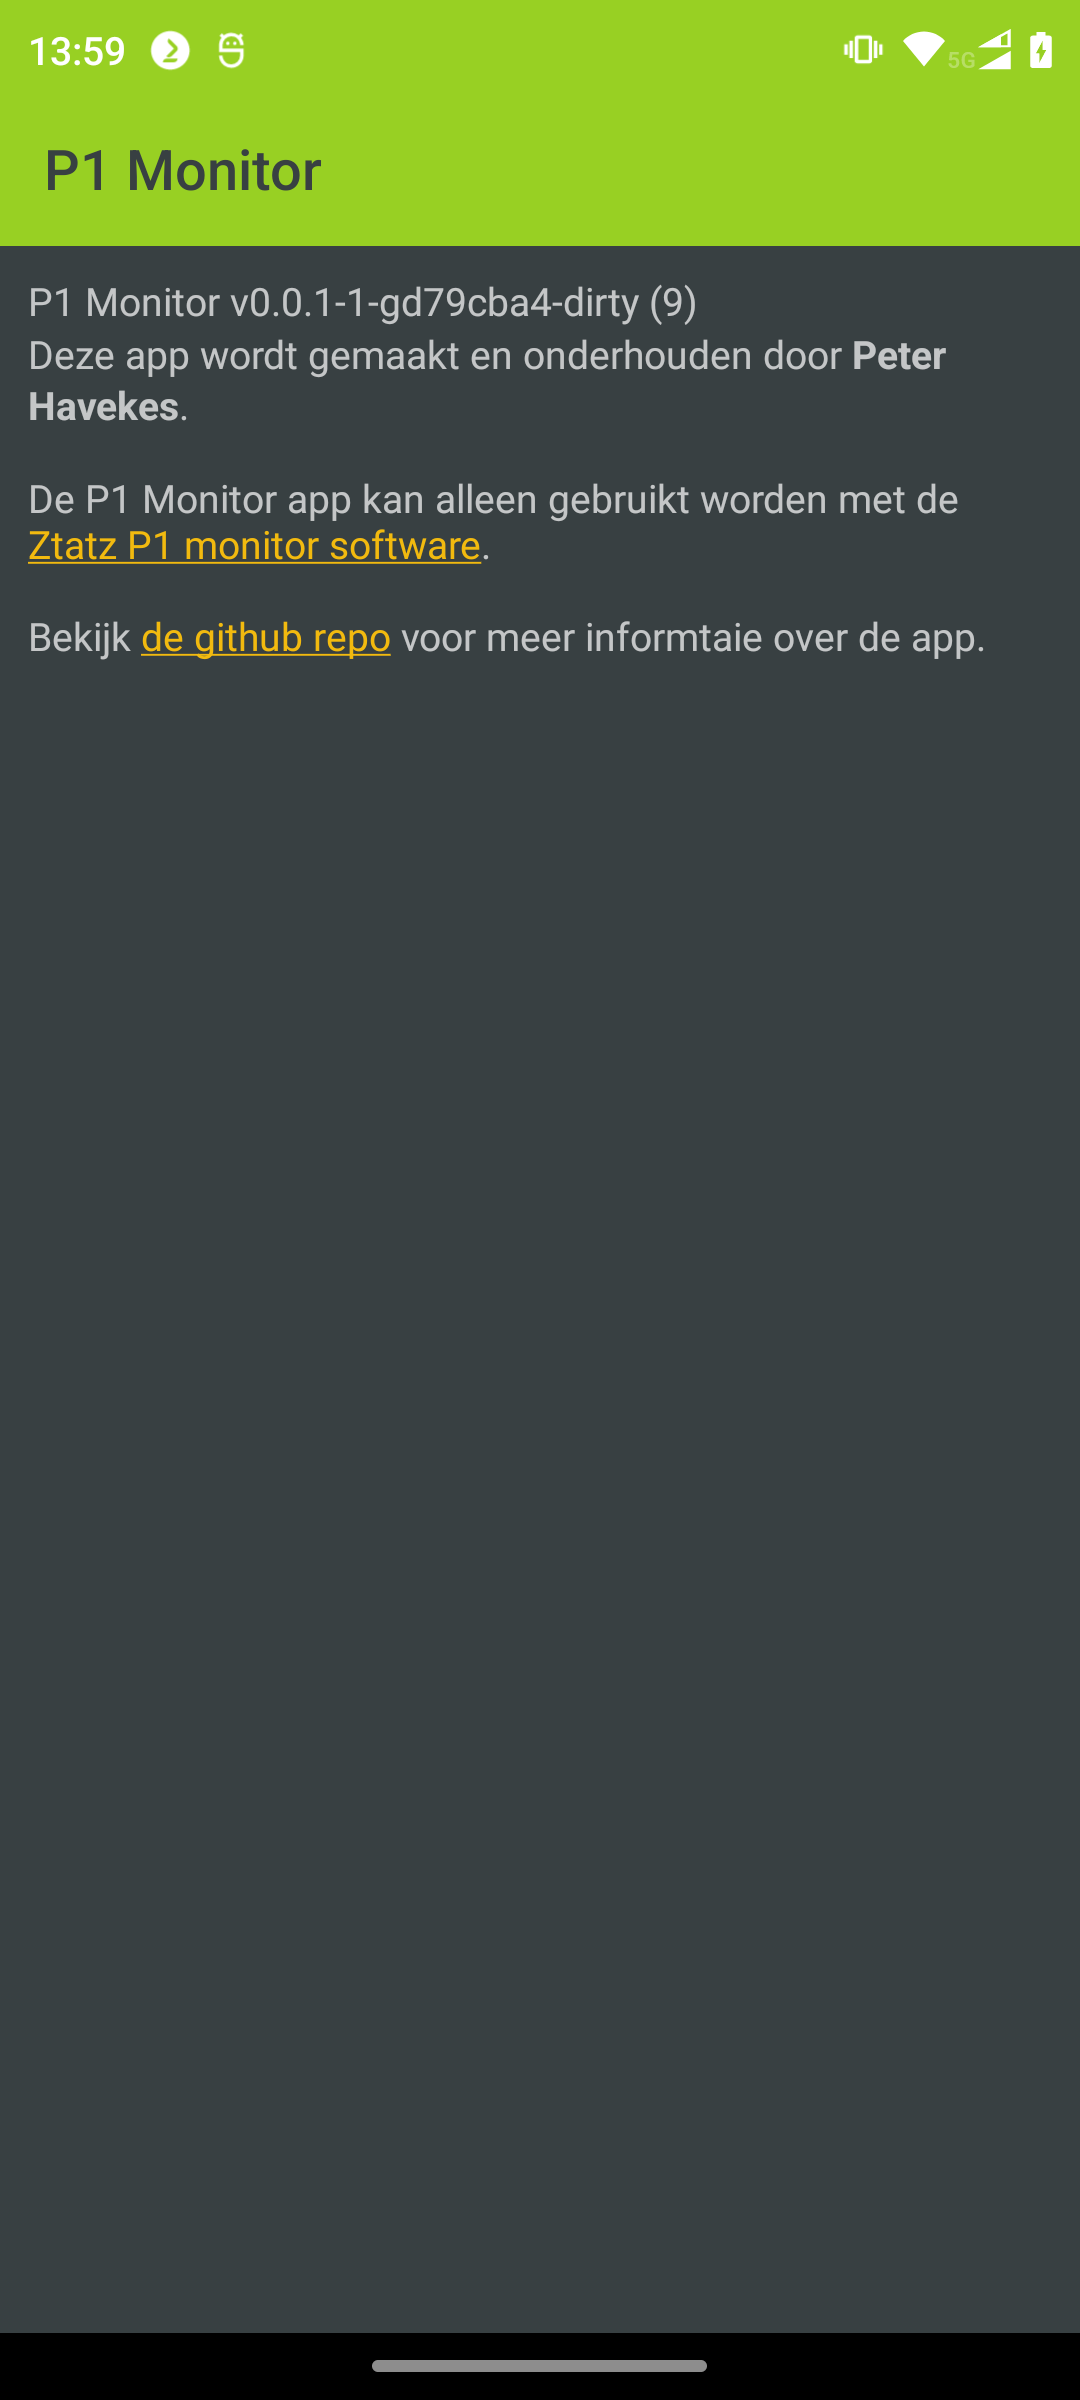 13:59
5G
P1 Monitor
P1 Monitor v0.0.1-1-gd79cba4-dirty (9)
Deze app wordt gemaakt en onderhouden door Peter
Havekes.
De P1 Monitor app kan alleen gebruikt worden met de
Ztatz P1 monitor software.
Bekijk de github repo voor meer informtaie over de app.